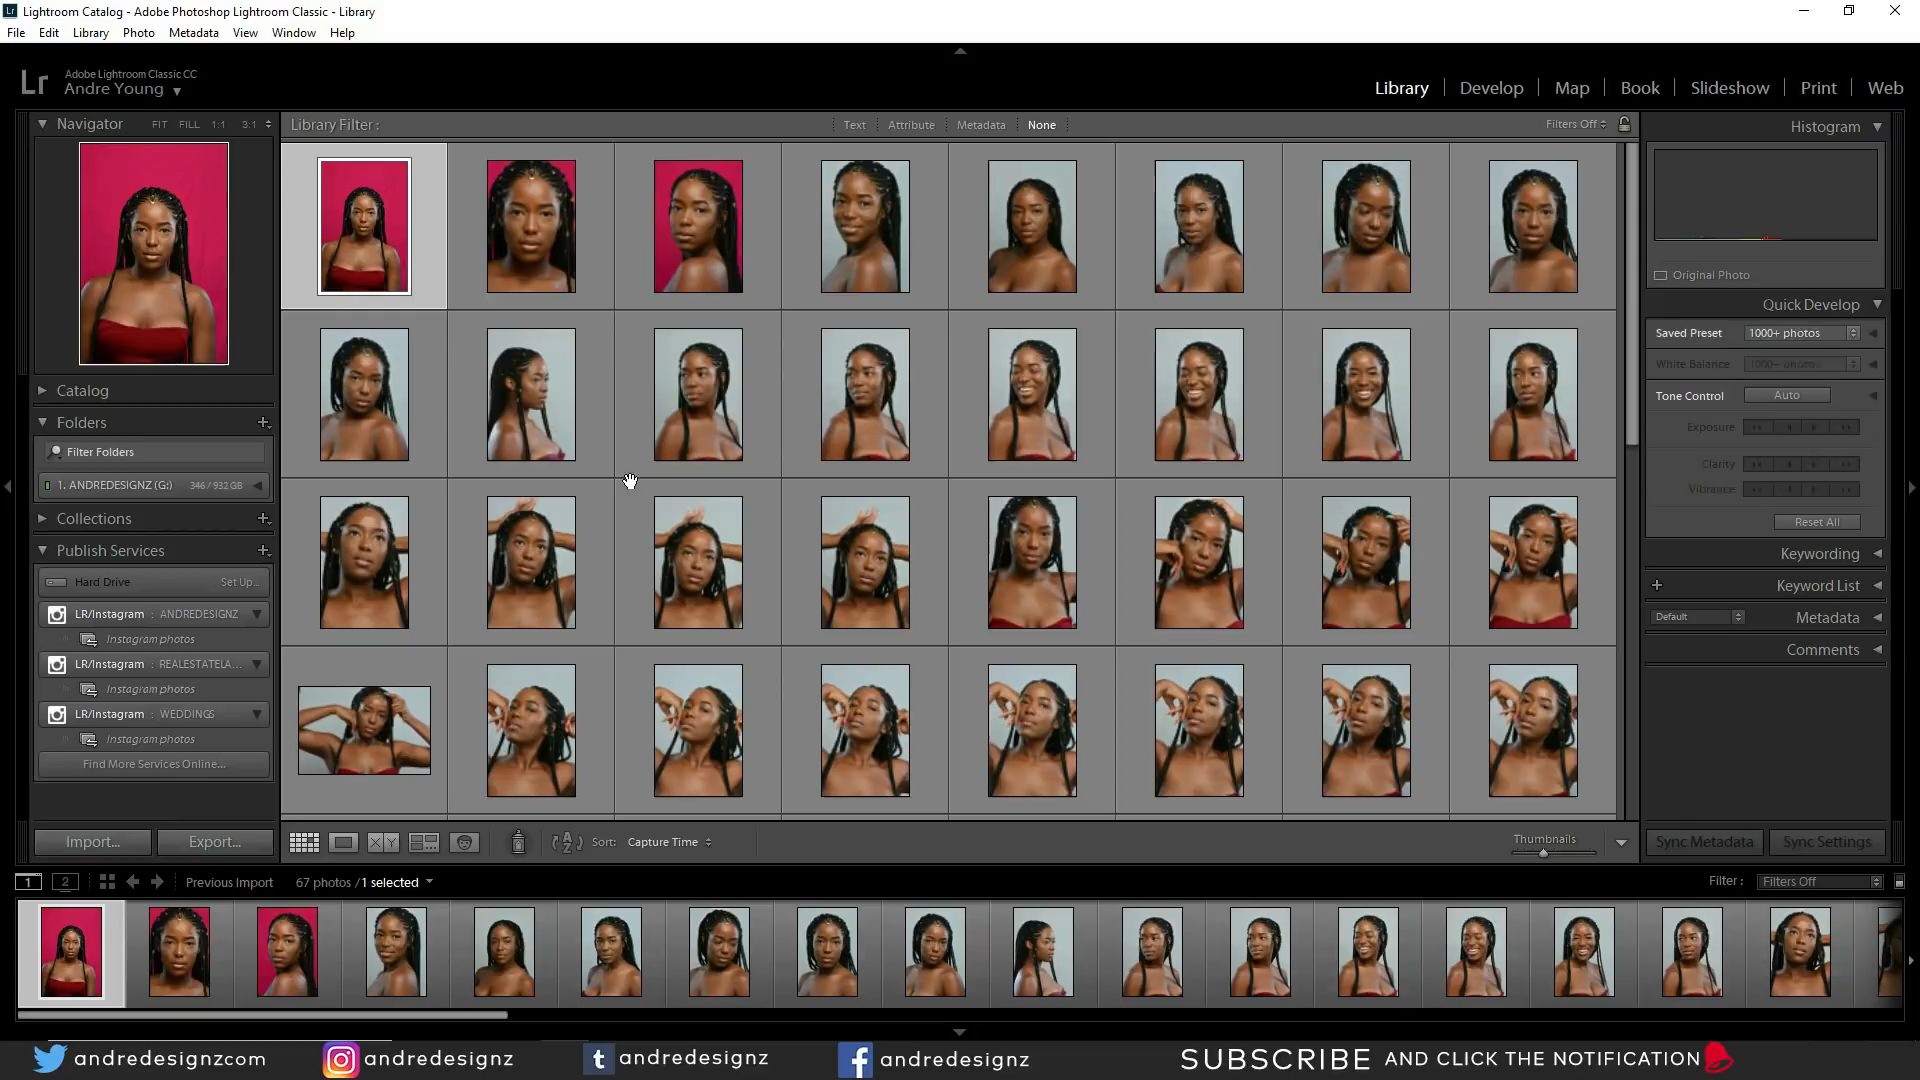 Lr Lightroom Catalog - Adobe Photoshop Lightroom Classic - Library
File Edit Library Photo Metadata View Window Help
Lr
Adobe Lightroom Classic CC
Andre Young
Library Develop Map Book Slideshow Print Web
Navigator FIT FILL 1:1 3:1
Library Filter : Text Attribute Metadata None Filters Off
Histogram
Original Photo
Quick Develop
Saved Preset 1000+ photos
White Balance 1000+ photos
Tone Control Auto
Exposure
Clarity
Vibrance
Reset All
Keywording
Keyword List
Default Metadata
Comments
Catalog
Folders
Filter Folders
1. ANDREDESIGNZ (G:) 346 / 932 GB
Collections
Publish Services
Hard Drive Set Up...
LR/Instagram : ANDREDESIGNZ
Instagram photos
LR/Instagram : REALESTATELA...
Instagram photos
LR/Instagram : WEDDINGS
Instagram photos
Find More Services Online...
Import... Export...
XY
Sort: Capture Time
Thumbnails
Sync Metadata Sync Settings
1 2 Previous Import 67 photos / 1 selected
Filter : Filters Off
andredesignzcom andredesignz t andredesignz f andredesignz SUBSCRIBE AND CLICK THE NOTIFICATION